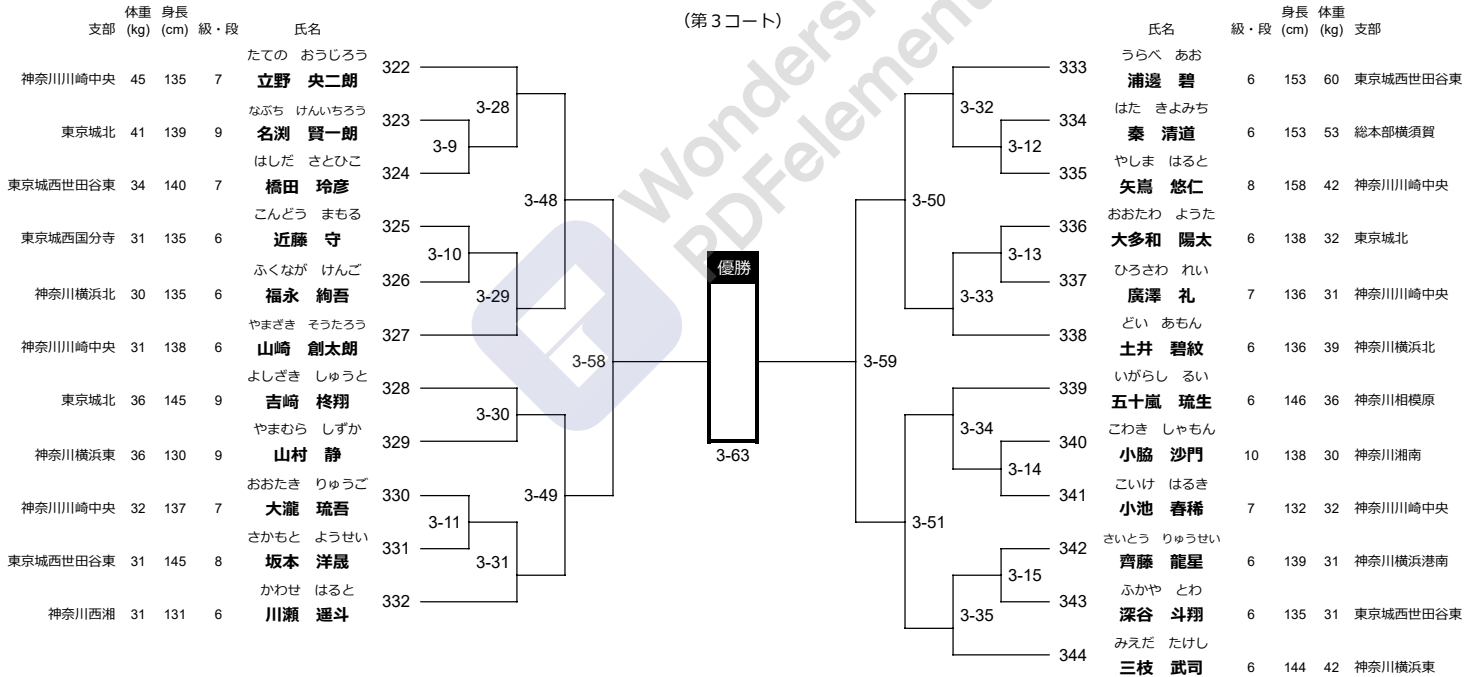 （第３コート）
支部 体重(kg) 身長(cm) 級・段 氏名
たての おうじろう
神奈川川崎中央 45 135 7 立野 央二朗 322
なぶち けんいちろう
東京城北 41 139 9 名渕 賢一朗 323
はしだ さとひこ
東京城西世田谷東 34 140 7 橋田 玲彦 324
こんどう まもる
東京城西国分寺 31 135 6 近藤 守 325
ふくなが けんご
神奈川横浜北 30 135 6 福永 絢吾 326
やまざき そうたろう
神奈川川崎中央 31 138 6 山崎 創太朗 327
よしざき しゅうと
東京城北 36 145 9 吉﨑 柊翔 328
やまむら しずか
神奈川横浜東 36 130 9 山村 静 329
おおたき りゅうご
神奈川川崎中央 32 137 7 大瀧 琉吾 330
さかもと ようせい
東京城西世田谷東 31 145 8 坂本 洋晟 331
かわせ はると
神奈川西湘 31 131 6 川瀬 遥斗 332
3-28
3-9
3-48
3-10
3-29
3-58
3-30
3-49
3-11
3-31
優勝
3-63
3-32
3-12
3-50
3-13
3-33
3-59
3-34
3-14
3-51
3-15
3-35
氏名 級・段 身長(cm) 体重(kg) 支部
うらべ あお
333 浦邊 碧 6 153 60 東京城西世田谷東
はた きよみち
334 秦 清道 6 153 53 総本部横須賀
やしま はると
335 矢嶌 悠仁 8 158 42 神奈川川崎中央
おおたわ ようた
336 大多和 陽太 6 138 32 東京城北
ひろさわ れい
337 廣澤 礼 7 136 31 神奈川川崎中央
どい あもん
338 土井 碧紋 6 136 39 神奈川横浜北
いがらし るい
339 五十嵐 琉生 6 146 36 神奈川相模原
こわき しゃもん
340 小脇 沙門 10 138 30 神奈川湘南
こいけ はるき
341 小池 春稀 7 132 32 神奈川川崎中央
さいとう りゅうせい
342 齊藤 龍星 6 139 31 神奈川横浜港南
ふかや とわ
343 深谷 斗翔 6 135 31 東京城西世田谷東
みえだ たけし
344 三枝 武司 6 144 42 神奈川横浜東
Wonders
PDFelement